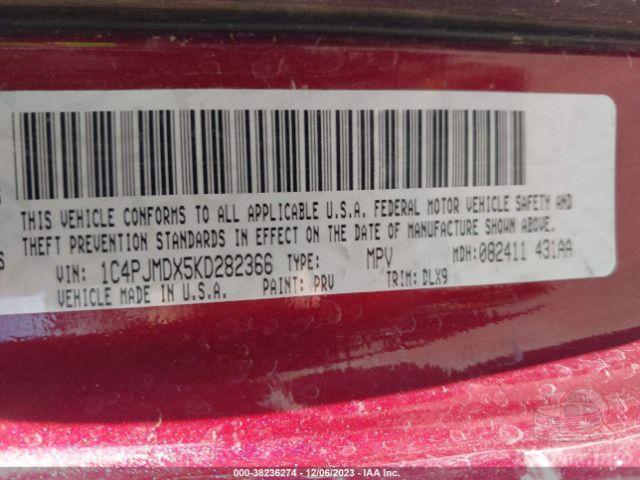 THIS VEHICLE CONFORMS TO ALL APPLICABLE U.S.A. FEDERAL MOTOR VEHICLE SAFETY AND
THEFT PREVENTION STANDARDS IN EFFECT ON THE DATE OF MANUFACTURE SHOWN ABOVE.
VIN: 1C4PJMDX5KD282366 TYPE: MPV MDH:082411 431AA
VEHICLE MADE IN U.S.A. PAINT: PRV TRIM: DLX9
000-38236274 - 12/06/2023 - IAA Inc.